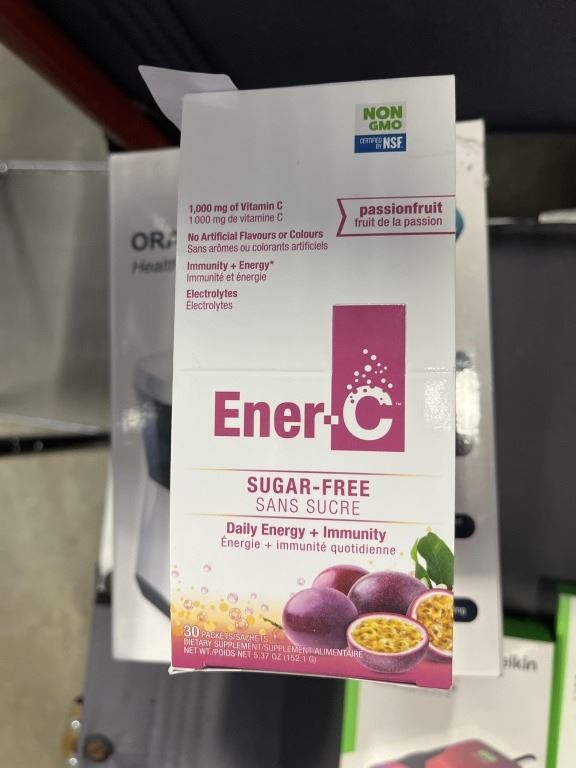 NON
GMO
CERTIFIED BY NSF
1,000 mg of Vitamin C
1 000 mg de vitamine C
No Artificial Flavours or Colours
Sans arômes ou colorants artificiels
Immunity + Energy*
Immunité et énergie
Electrolytes
Électrolytes
passionfruit
fruit de la passion
Ener-C™
SUGAR-FREE
SANS SUCRE
Daily Energy + Immunity
Énergie + immunité quotidienne
30 PACKETS/SACHETS
DIETARY SUPPLEMENT/SUPPLÉMENT ALIMENTAIRE
NET WT./POIDS NET 5.37 OZ (152.1 G)